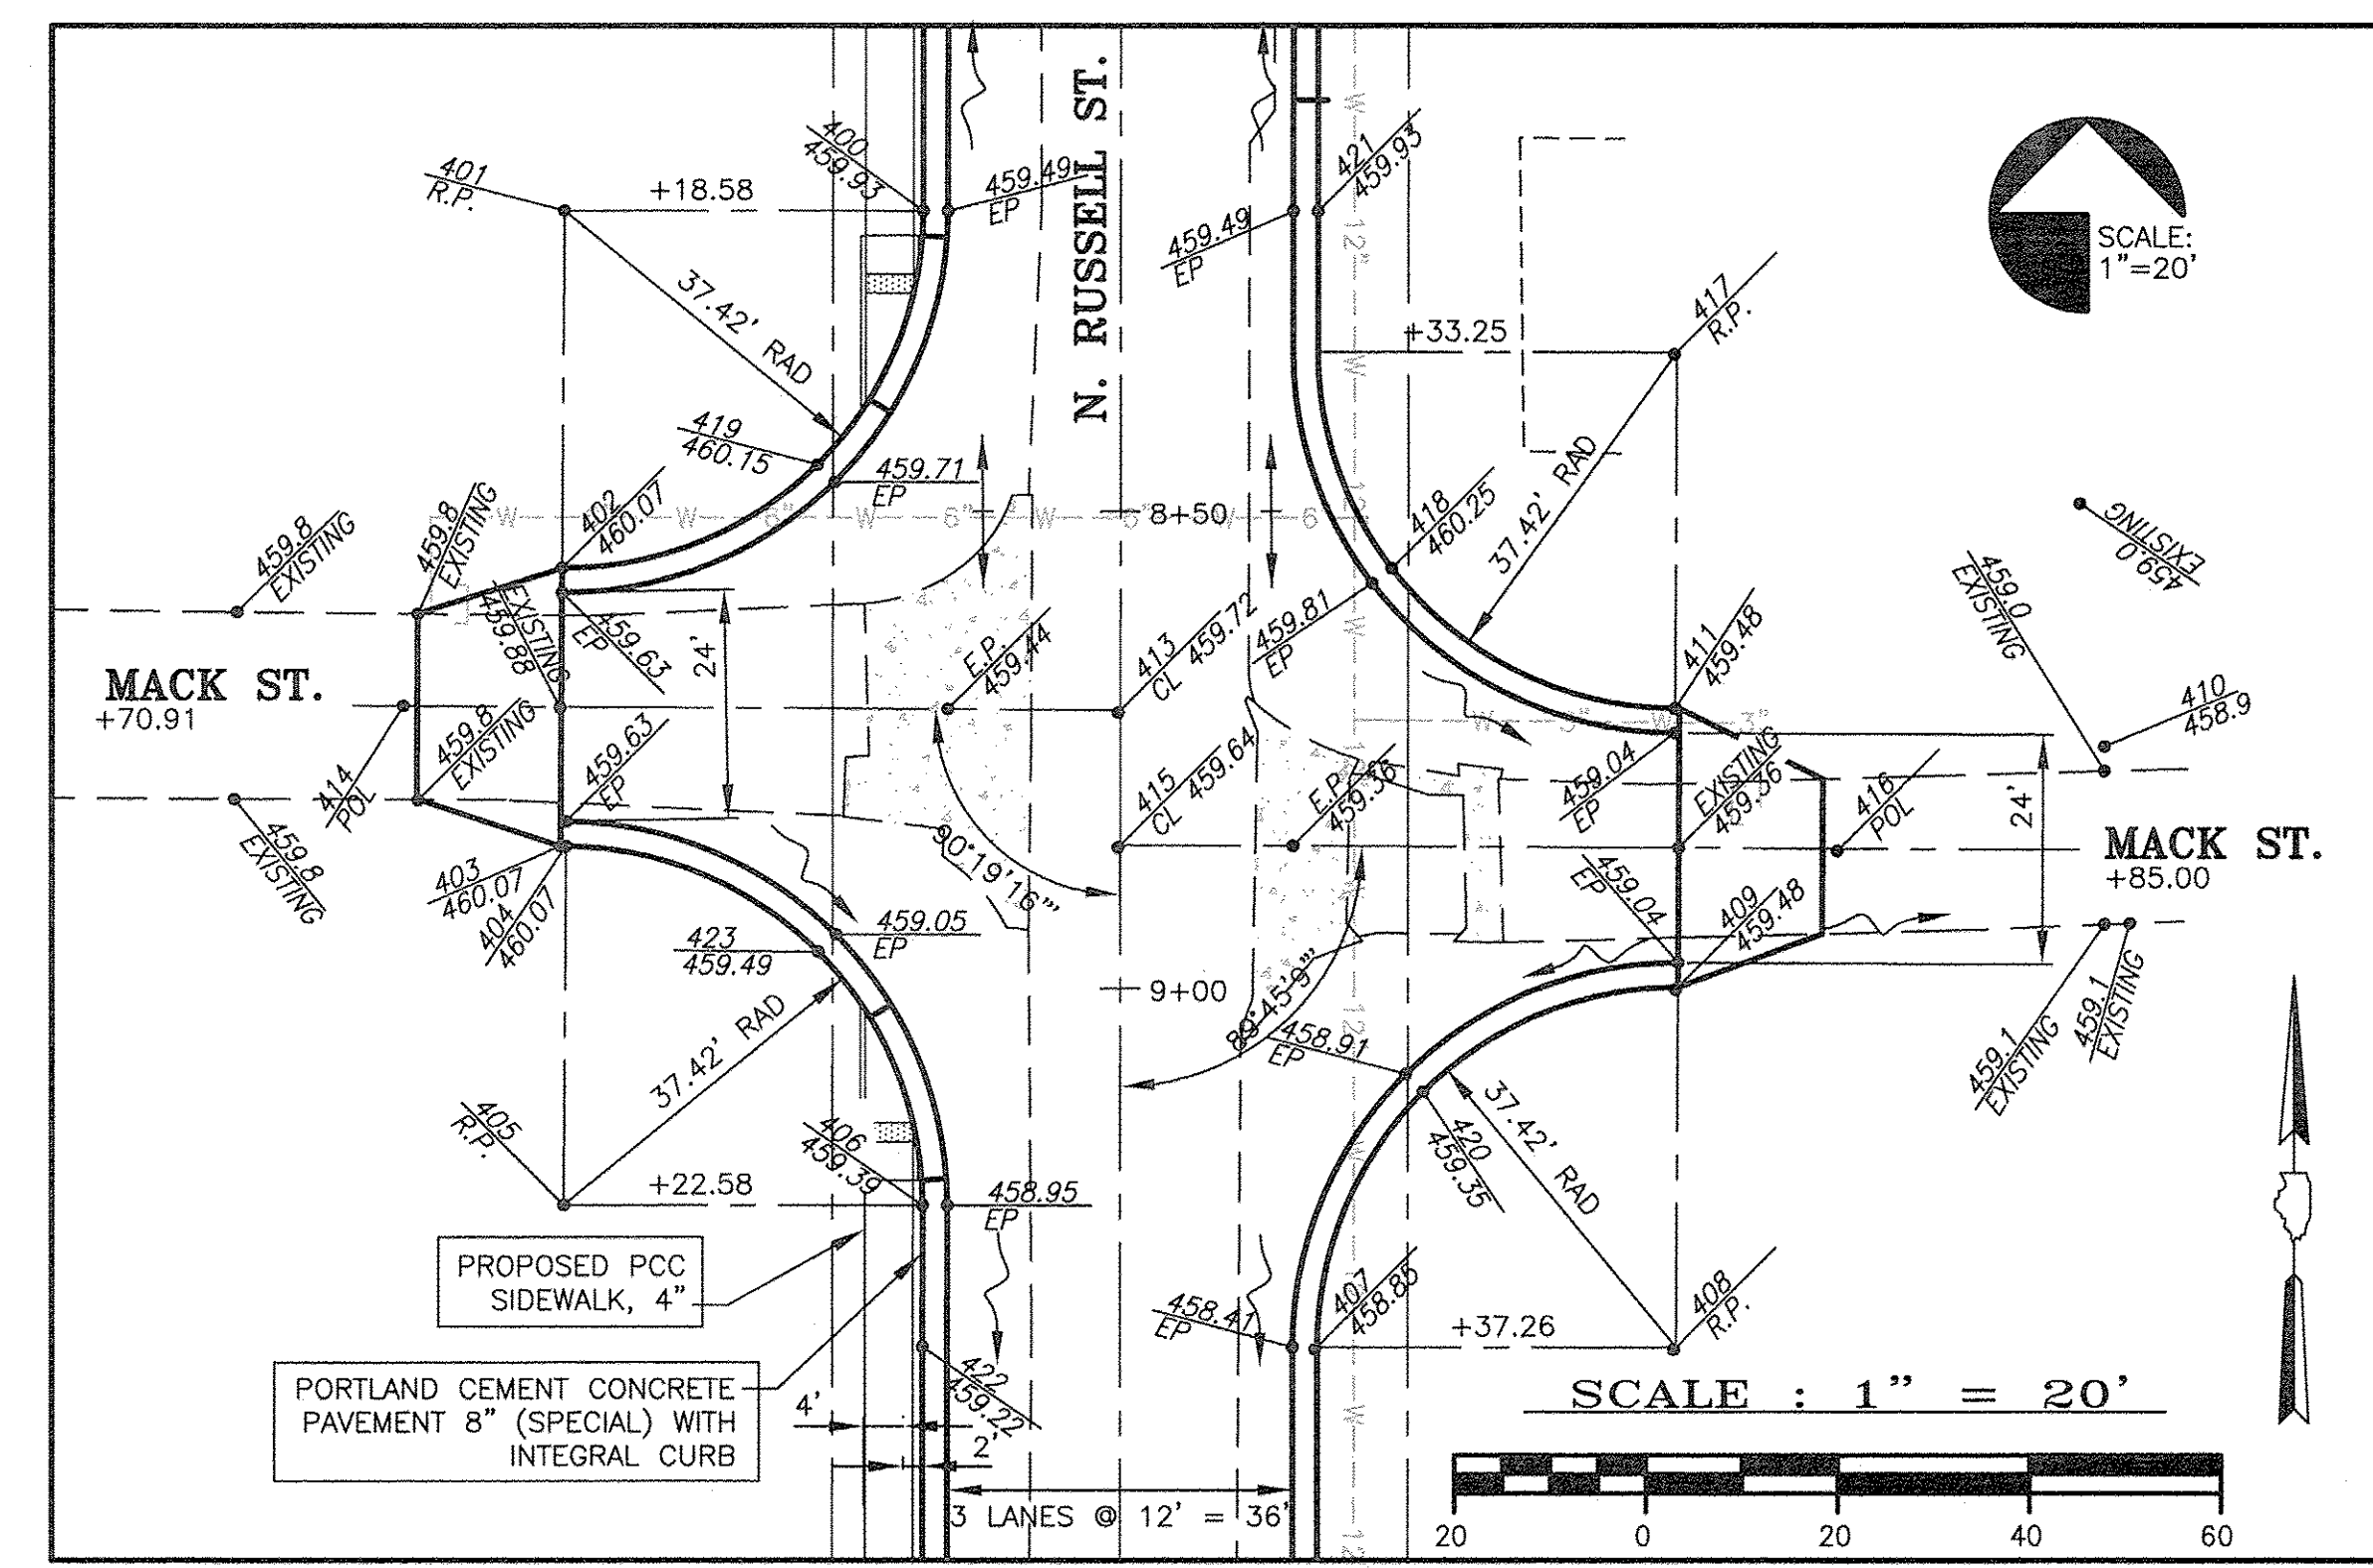 N. RUSSELL ST.
400
459.93
401
R.P.
+18.58
459.49
EP
421
459.93
459.49
EP
SCALE:
1"=20'
37.42' RAD
+33.25
417
R.P.
419
460.15
459.71
EP
402
460.07
459.8
EXISTING
459.8
EXISTING
W W 6" W 6" W 6" W 6
8+50
418
460.25
37.42' RAD
459.0
EXISTING
459.0
EXISTING
EXISTING
459.88
459.63
EP
24'
E.P.
459.44
413
CL 459.72
459.81
EP
411
459.48
410
458.9
MACK ST.
+70.91
459.8
EXISTING
459.63
EP
414
POL
415
CL 459.64
E.P.
459.36
459.04
EP
EXISTING
459.36
416
POL
W 3" W 3"
24'
MACK ST.
+85.00
459.8
EXISTING
403
460.07
404
460.07
90°19'16"
459.04
EP
409
459.48
423
459.49
459.05
EP
9+00
89°45'9"
458.91
EP
459.1
EXISTING
459.1
EXISTING
37.42' RAD
37.42' RAD
420
459.35
405
R.P.
406
459.39
+22.58
458.95
EP
PROPOSED PCC
SIDEWALK, 4"
458.41
EP
407
458.85
+37.26
408
R.P.
422
459.22
PORTLAND CEMENT CONCRETE
PAVEMENT 8" (SPECIAL) WITH
INTEGRAL CURB
4'
2'
3 LANES @ 12' = 36'
W 12" W
SCALE : 1" = 20'
20 0 20 40 60